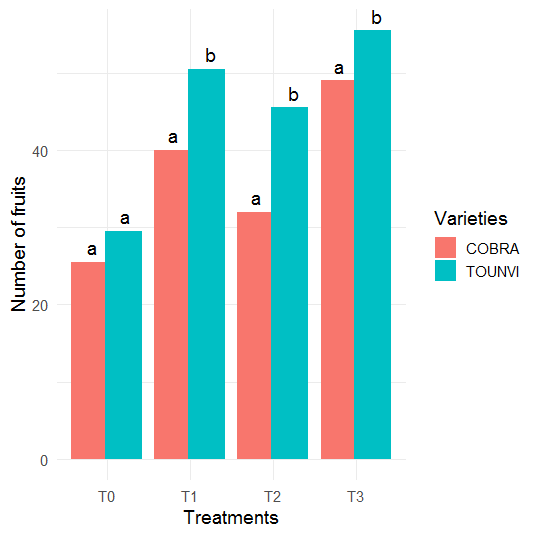 Number of fruits
40
20
0
a
a
a
b
a
b
a
b
T0
T1
T2
T3
Treatments
Varieties
COBRA
TOUNVI